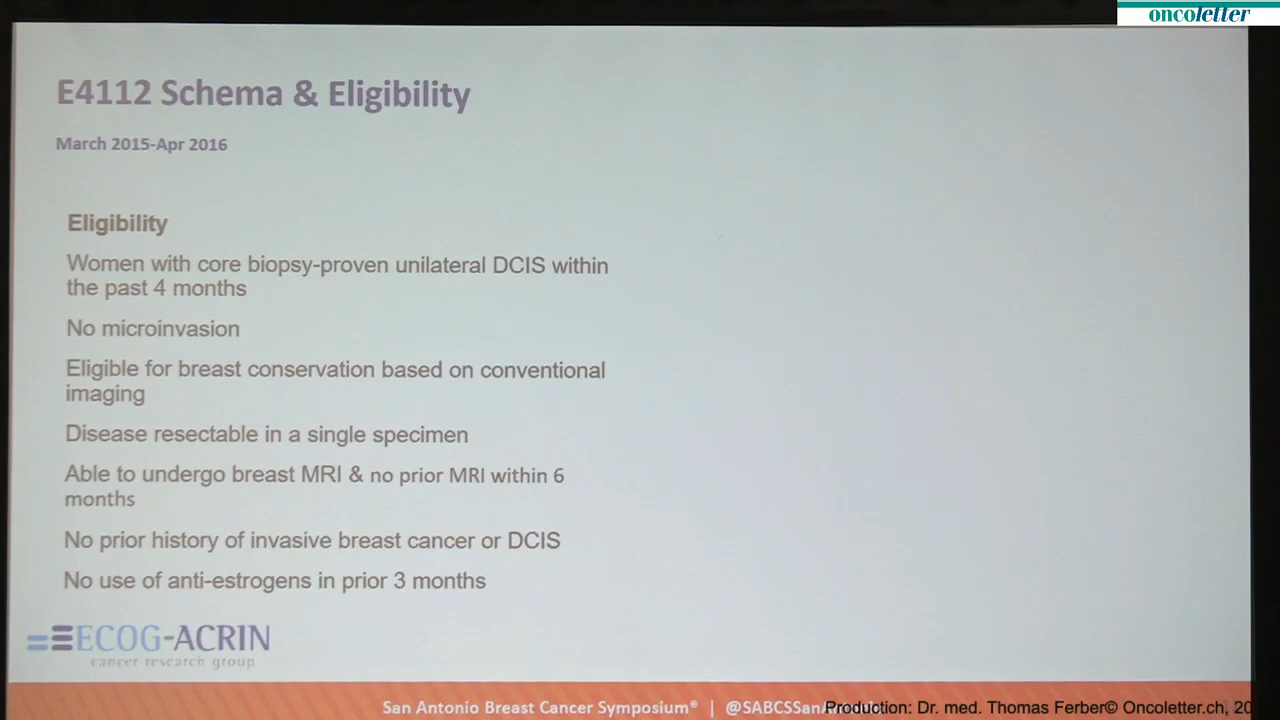 oncoletter
E4112 Schema & Eligibility
March 2015-Apr 2016
Eligibility
Women with core biopsy-proven unilateral DCIS within
the past 4 months
No microinvasion
Eligible for breast conservation based on conventional
imaging
Disease resectable in a single specimen
Able to undergo breast MRI & no prior MRI within 6
months
No prior history of invasive breast cancer or DCIS
No use of anti-estrogens in prior 3 months
ECOG-ACRIN
cancer research group
San Antonio Breast Cancer Symposium® | 
Production: Dr. med. Thomas Ferber© Oncoletter.ch,